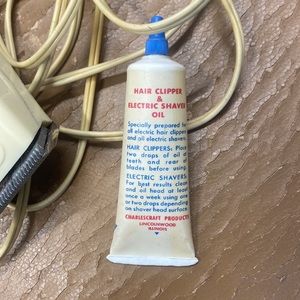 HAIR CLIPPER
&
ELECTRIC SHAVER
OIL
Specially prepared for
all electric hair clippers
and all electric shavers.
HAIR CLIPPERS: Place
two drops of oil at
teeth and rear of
blades before using.
ELECTRIC SHAVERS:
For best results clean
and oil head at least
once a week using one
or two drops depending
on shaver head surface.
CHARLESCRAFT PRODUCTS
LINCOLNWOOD
ILLINOIS